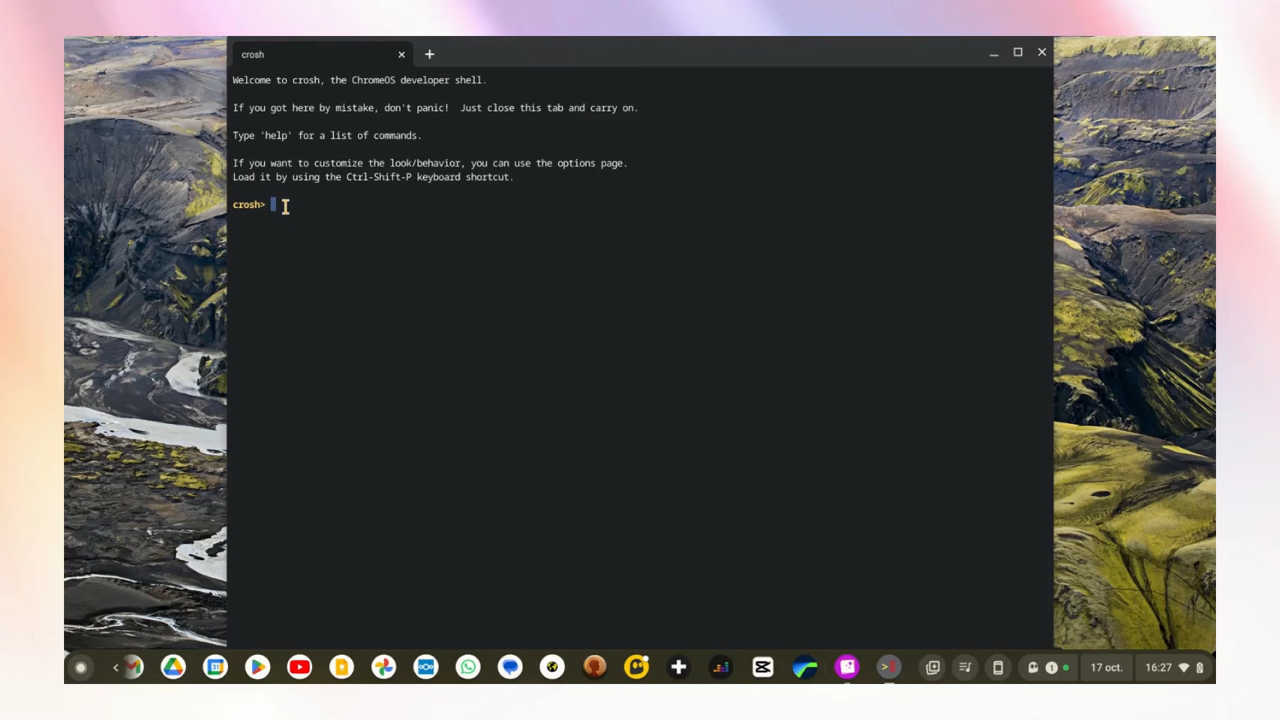 crosh
Welcome to crosh, the ChromeOS developer shell.
If you got here by mistake, don't panic!  Just close this tab and carry on.
Type 'help' for a list of commands.
If you want to customize the look/behavior, you can use the options page.
Load it by using the Ctrl-Shift-P keyboard shortcut.
crosh>
31
1
17 oct.
16:27